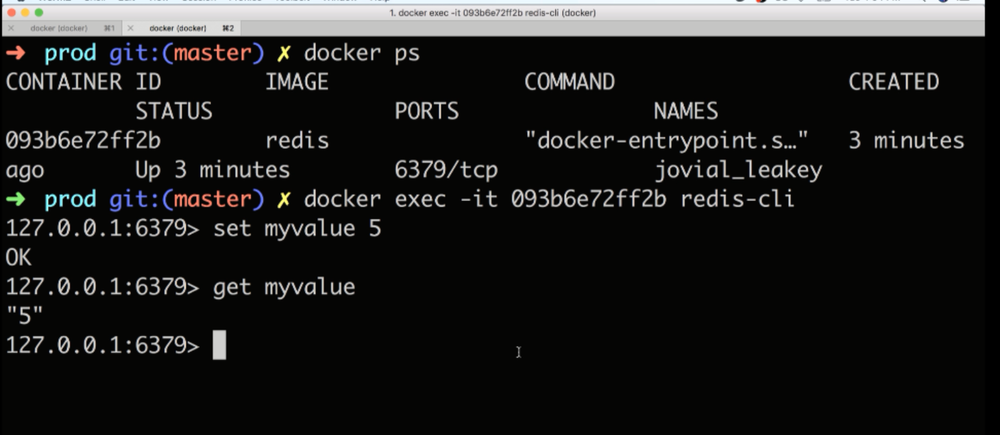 1. docker exec -it 093b6e72ff2b redis-cli (docker)
docker (docker) ⌘1 docker (docker) ⌘2
➜ prod git:(master) ✗ docker ps
CONTAINER ID IMAGE COMMAND CREATED
STATUS PORTS NAMES
093b6e72ff2b redis "docker-entrypoint.s…" 3 minutes
ago Up 3 minutes 6379/tcp jovial_leakey
➜ prod git:(master) ✗ docker exec -it 093b6e72ff2b redis-cli
127.0.0.1:6379> set myvalue 5
OK
127.0.0.1:6379> get myvalue
"5"
127.0.0.1:6379>